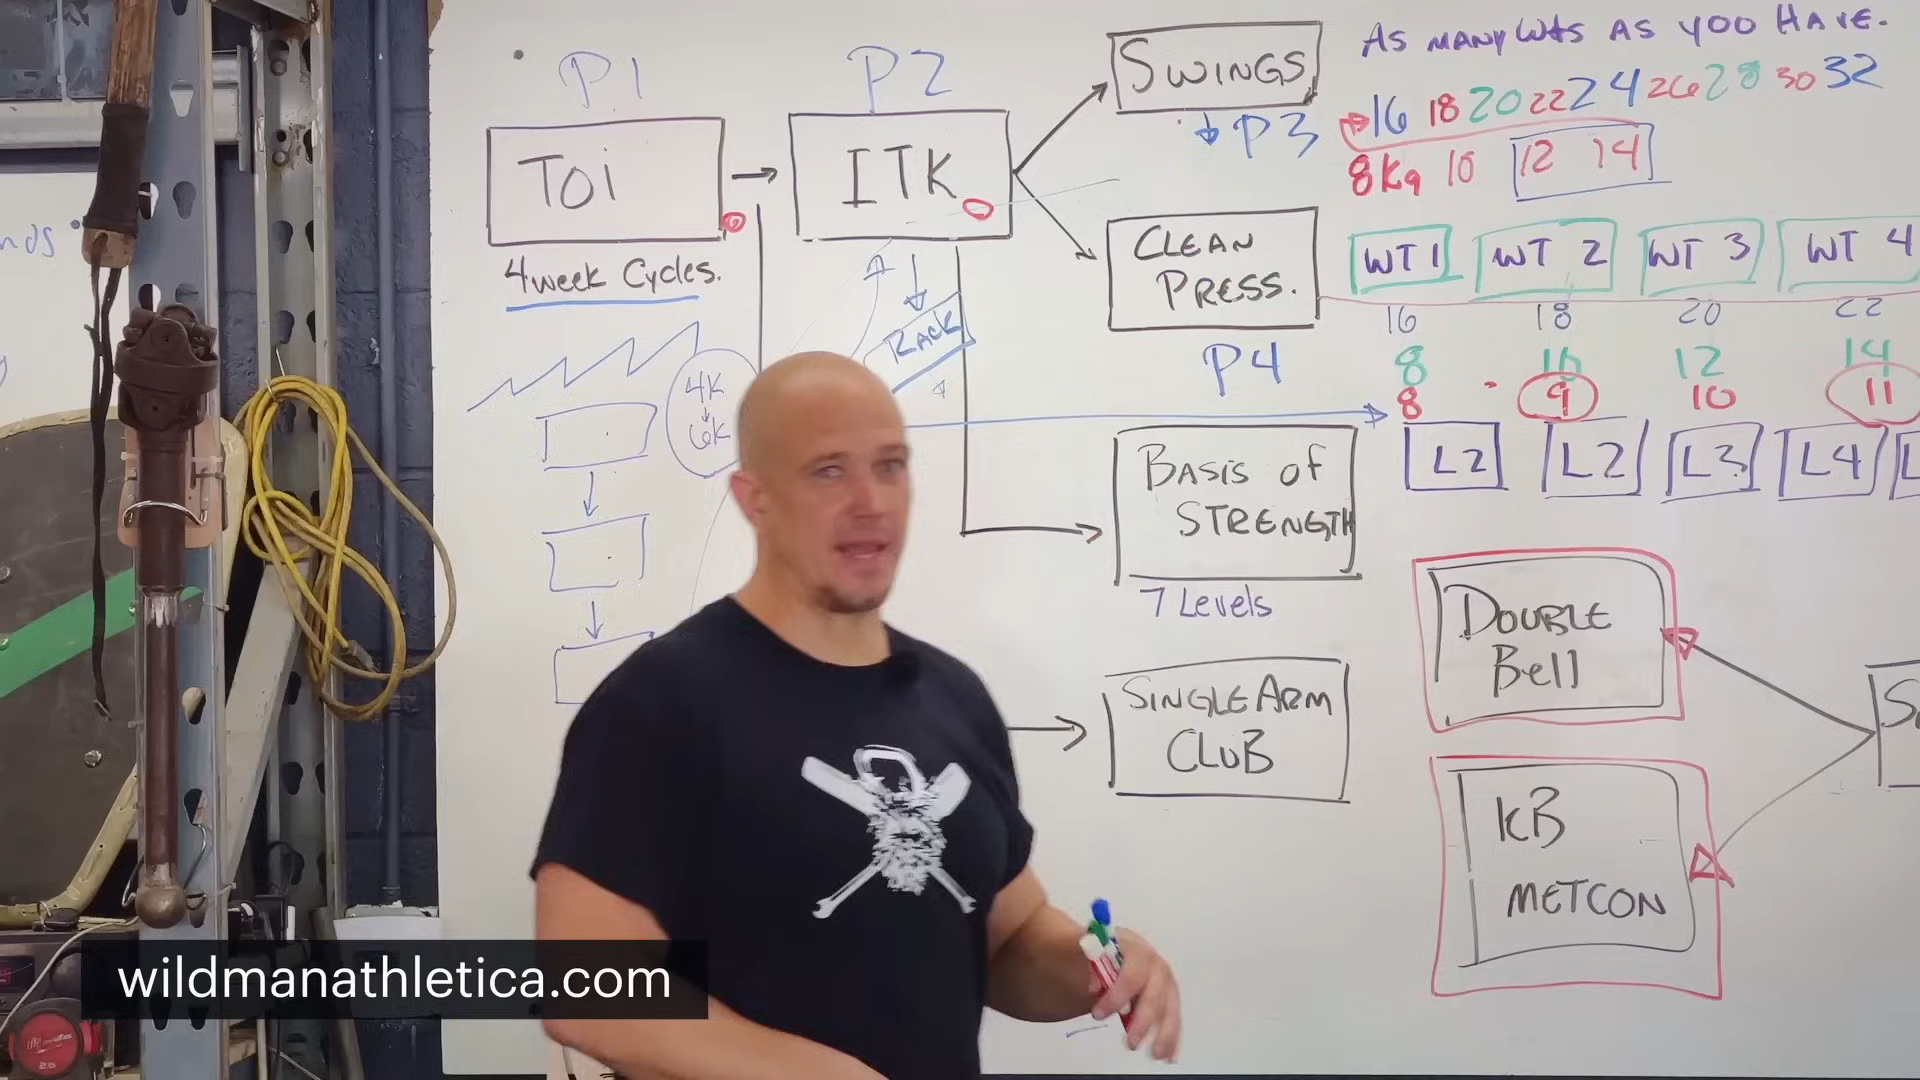 P1
P2
SWINGS
P3
AS MANY WTS AS YOU HAVE.
16 18 20 22 24 26 28 30 32
8Kg 10 12 14
TOI
ITK
4 week Cycles.
CLEAN
PRESS.
WT 1
WT 2
WT 3
WT 4
16 18 20 22
8 10 12 14
8 9 10 11
RACK
4K
6K
P4
L2
L2
L3
L4
BASIS OF
STRENGTH
7 Levels
DOUBLE
Bell
SINGLE ARM
CLUB
KB
METCON
wildmanathletica.com